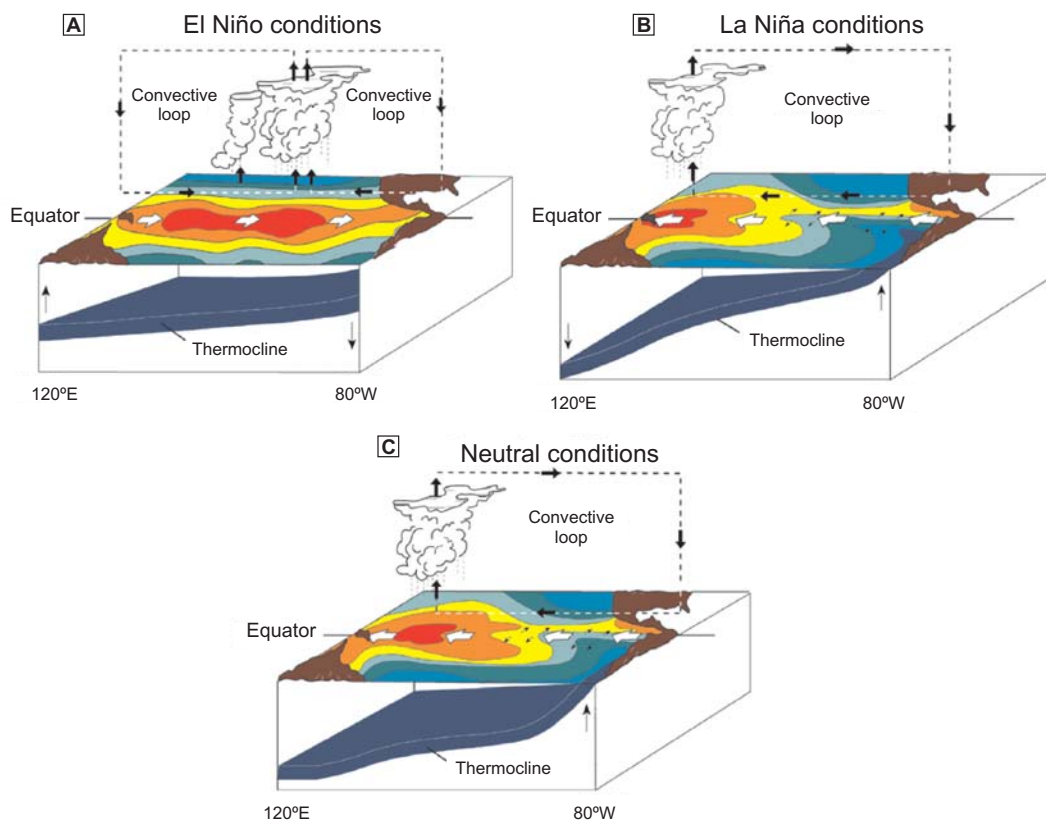 A
El Niño conditions
Convective
loop
Convective
loop
Equator
Thermocline
120ºE
80ºW
B
La Niña conditions
Convective
loop
Equator
Thermocline
120ºE
80ºW
C
Neutral conditions
Convective
loop
Equator
Thermocline
120ºE
80ºW